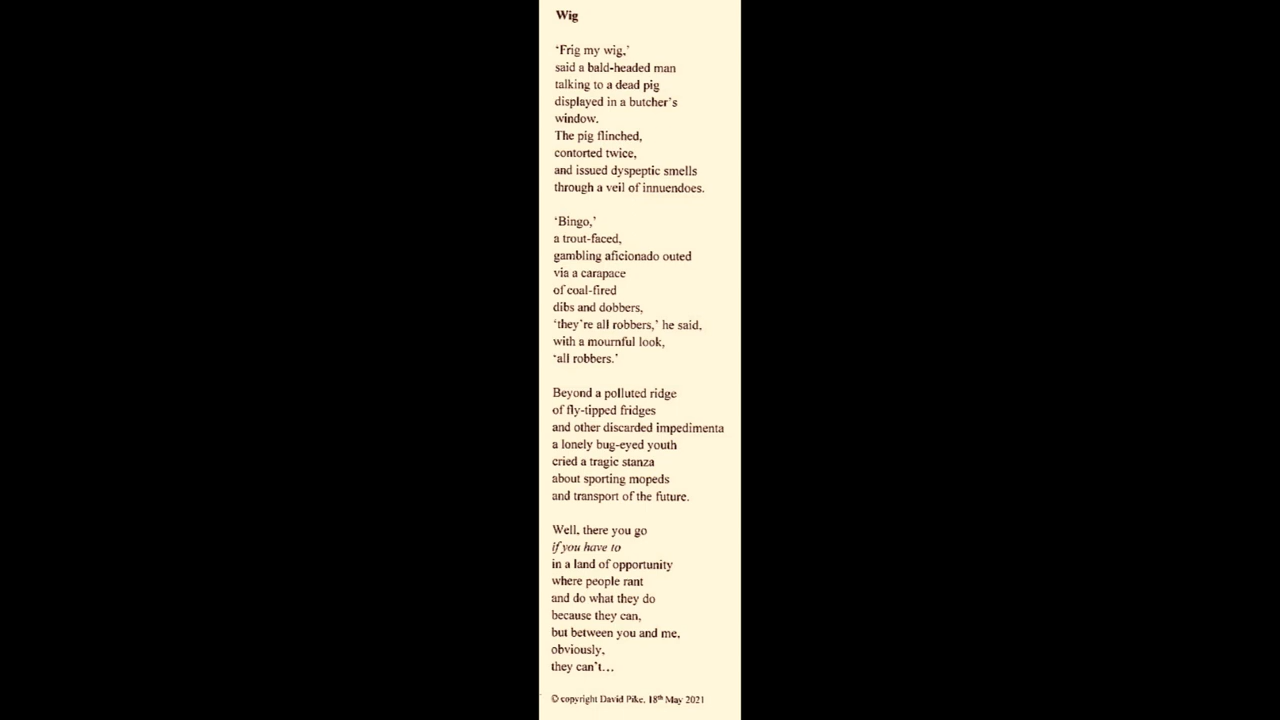 Wig
‘Frig my wig,’
said a bald-headed man
talking to a dead pig
displayed in a butcher’s
window.
The pig flinched,
contorted twice,
and issued dyspeptic smells
through a veil of innuendoes.
‘Bingo,’
a trout-faced,
gambling aficionado outed
via a carapace
of coal-fired
dibs and dobbers,
‘they’re all robbers,’ he said,
with a mournful look,
‘all robbers.’
Beyond a polluted ridge
of fly-tipped fridges
and other discarded impedimenta
a lonely bug-eyed youth
cried a tragic stanza
about sporting mopeds
and transport of the future.
Well, there you go
if you have to
in a land of opportunity
where people rant
and do what they do
because they can,
but between you and me,
obviously,
they can’t…
© copyright David Pike, 18th May 2021